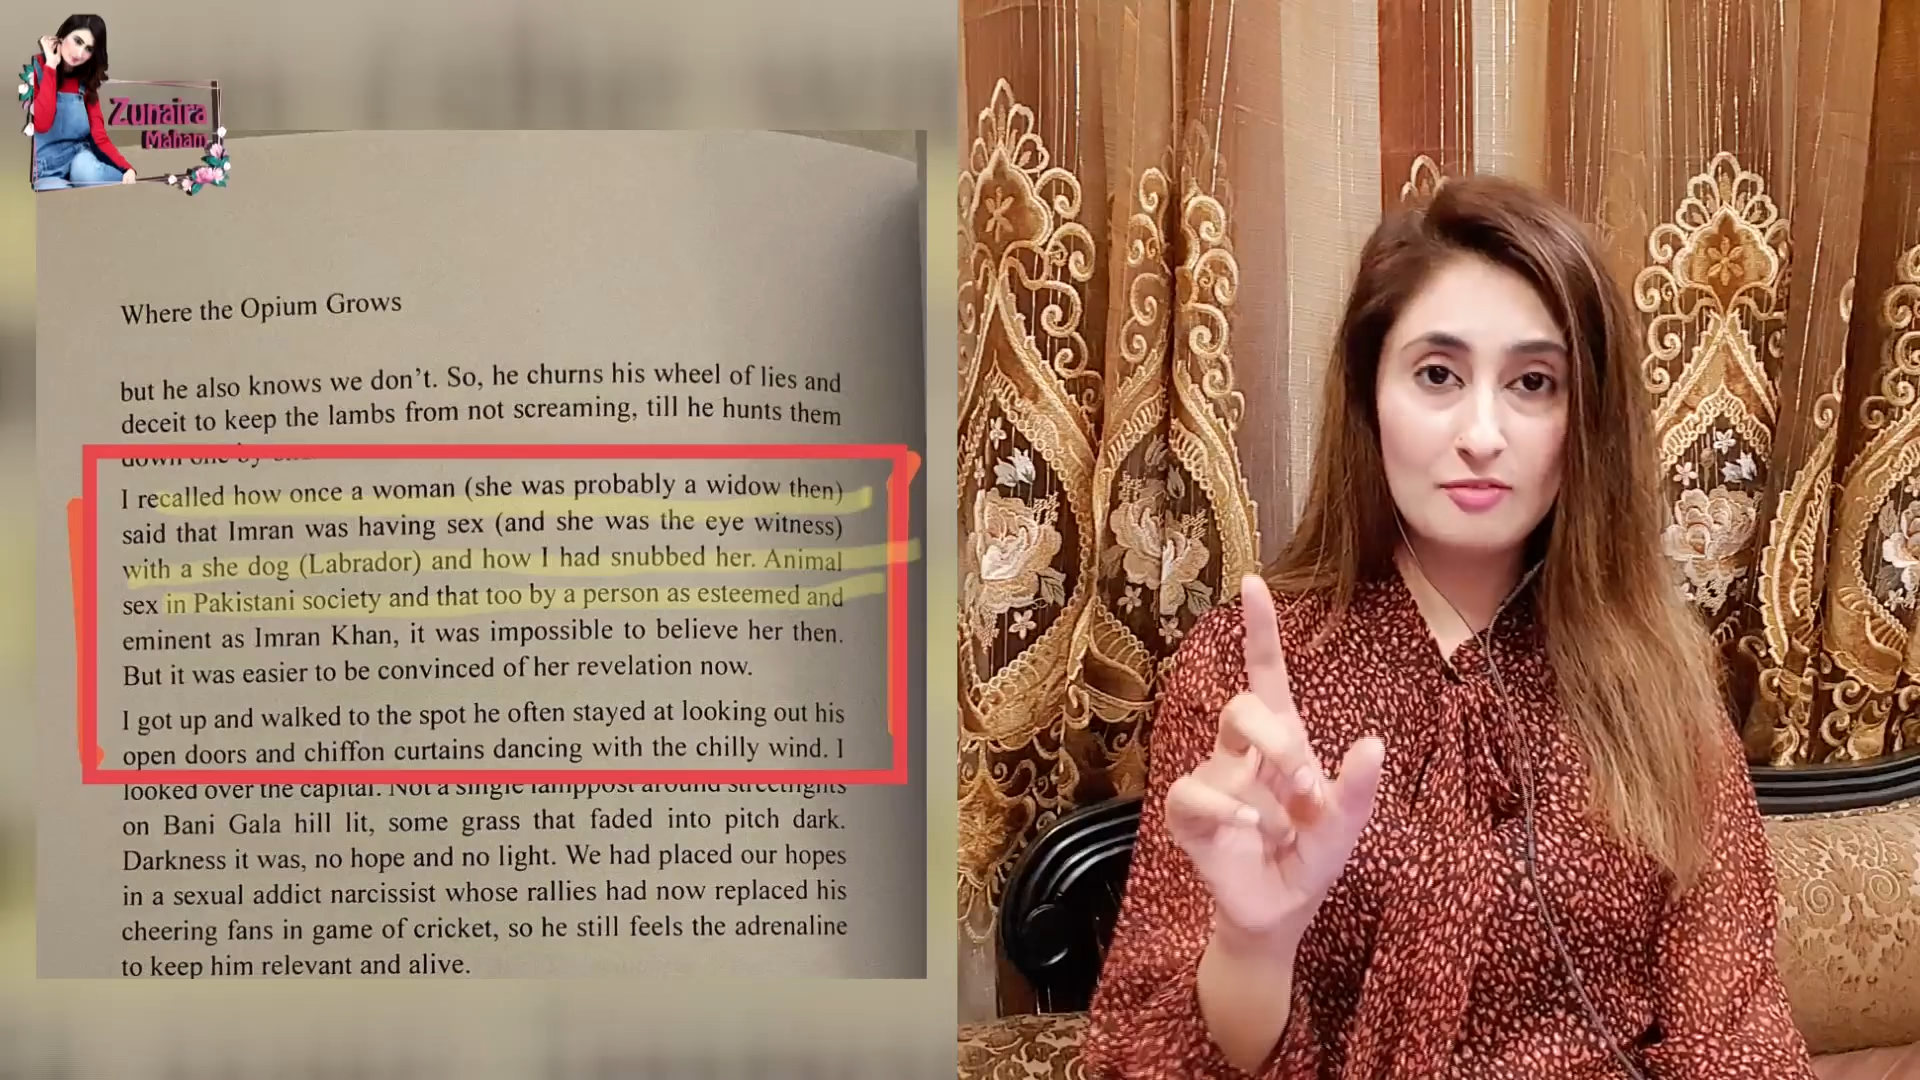 Zunaira
Maham
Where the Opium Grows
but he also knows we don't. So, he churns his wheel of lies and
deceit to keep the lambs from not screaming, till he hunts them
down one by
I recalled how once a woman (she was probably a widow then)
said that Imran was having sex (and she was the eye witness)
with a she dog (Labrador) and how I had snubbed her. Animal
sex in Pakistani society and that too by a person as esteemed and
eminent as Imran Khan, it was impossible to believe her then.
But it was easier to be convinced of her revelation now.
I got up and walked to the spot he often stayed at looking out his
open doors and chiffon curtains dancing with the chilly wind. I
looked over the capital. Not a single lamppost around streetlights
on Bani Gala hill lit, some grass that faded into pitch dark.
Darkness it was, no hope and no light. We had placed our hopes
in a sexual addict narcissist whose rallies had now replaced his
cheering fans in game of cricket, so he still feels the adrenaline
to keep him relevant and alive.